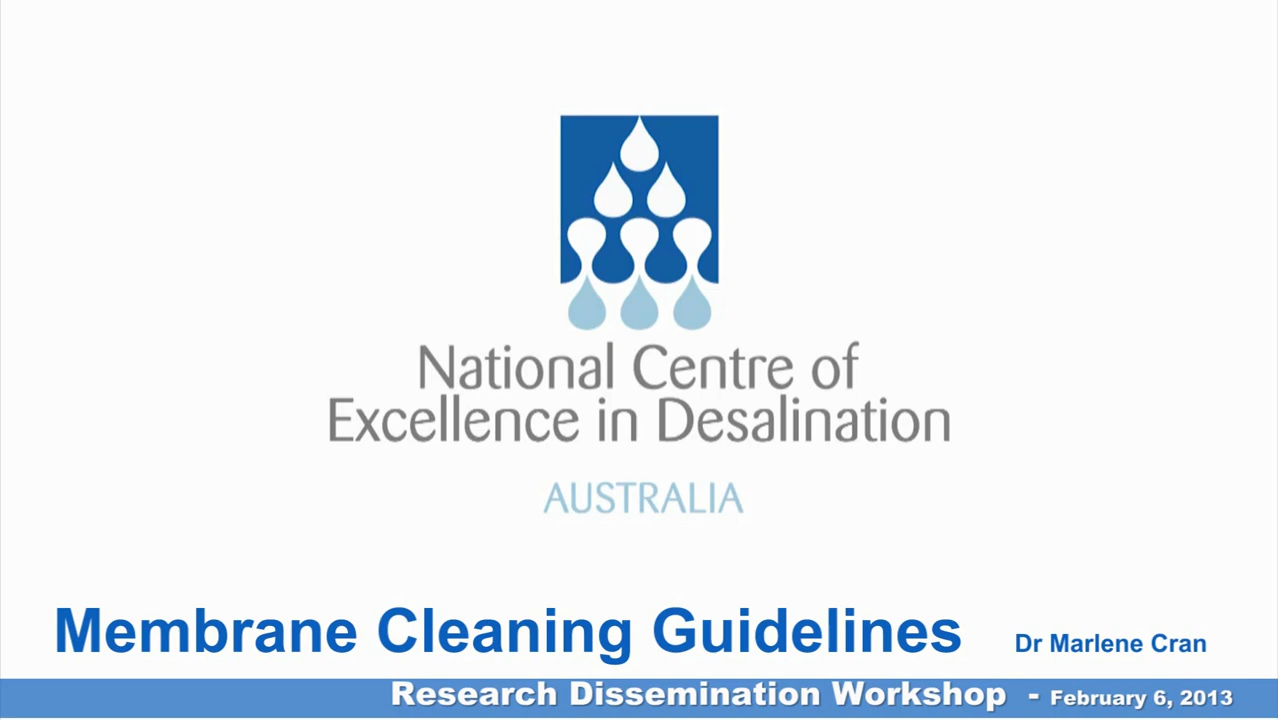 National Centre of
Excellence in Desalination
AUSTRALIA
Membrane Cleaning Guidelines Dr Marlene Cran
Research Dissemination Workshop - February 6, 2013